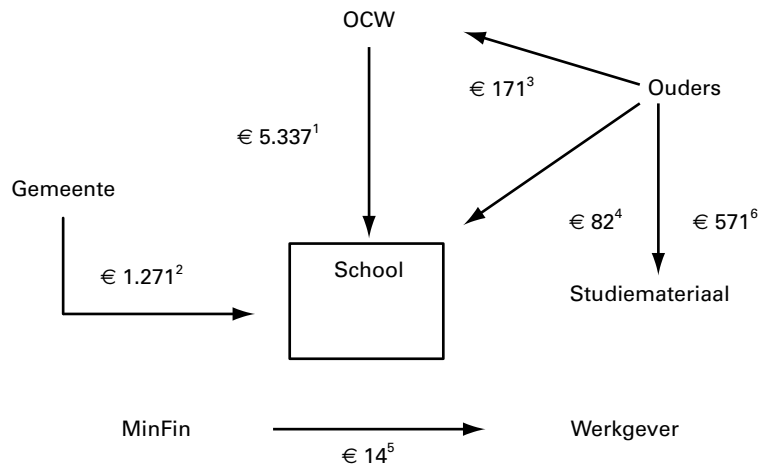 OCW
€ 171³
Ouders
€ 5.337¹
Gemeente
€ 82⁴
€ 571⁶
€ 1.271²
School
Studiemateriaal
MinFin
Werkgever
€ 14⁵